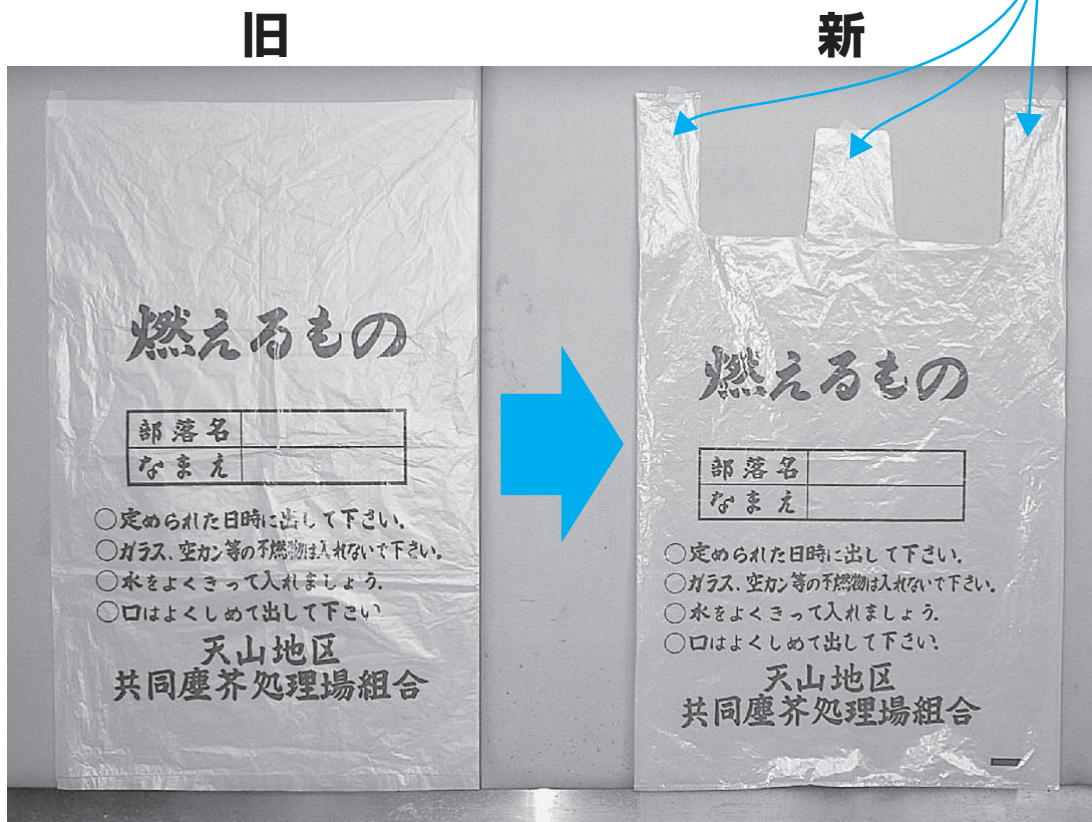 旧
新
燃えるもの
部落名
なまえ
○定められた日時に出して下さい。
○ガラス、空カン等の不燃物は入れないで下さい。
○水をよくきって入れましょう.
○口はよくしめて出して下さい
天山地区
共同塵芥処理場組合
燃えるもの
部落名
なまえ
○定められた日時に出して下さい.
○ガラス、空カン等の不燃物は入れないで下さい。
○水をよくきって入れましょう.
○口はよくしめて出して下さい.
天山地区
共同塵芥処理場組合